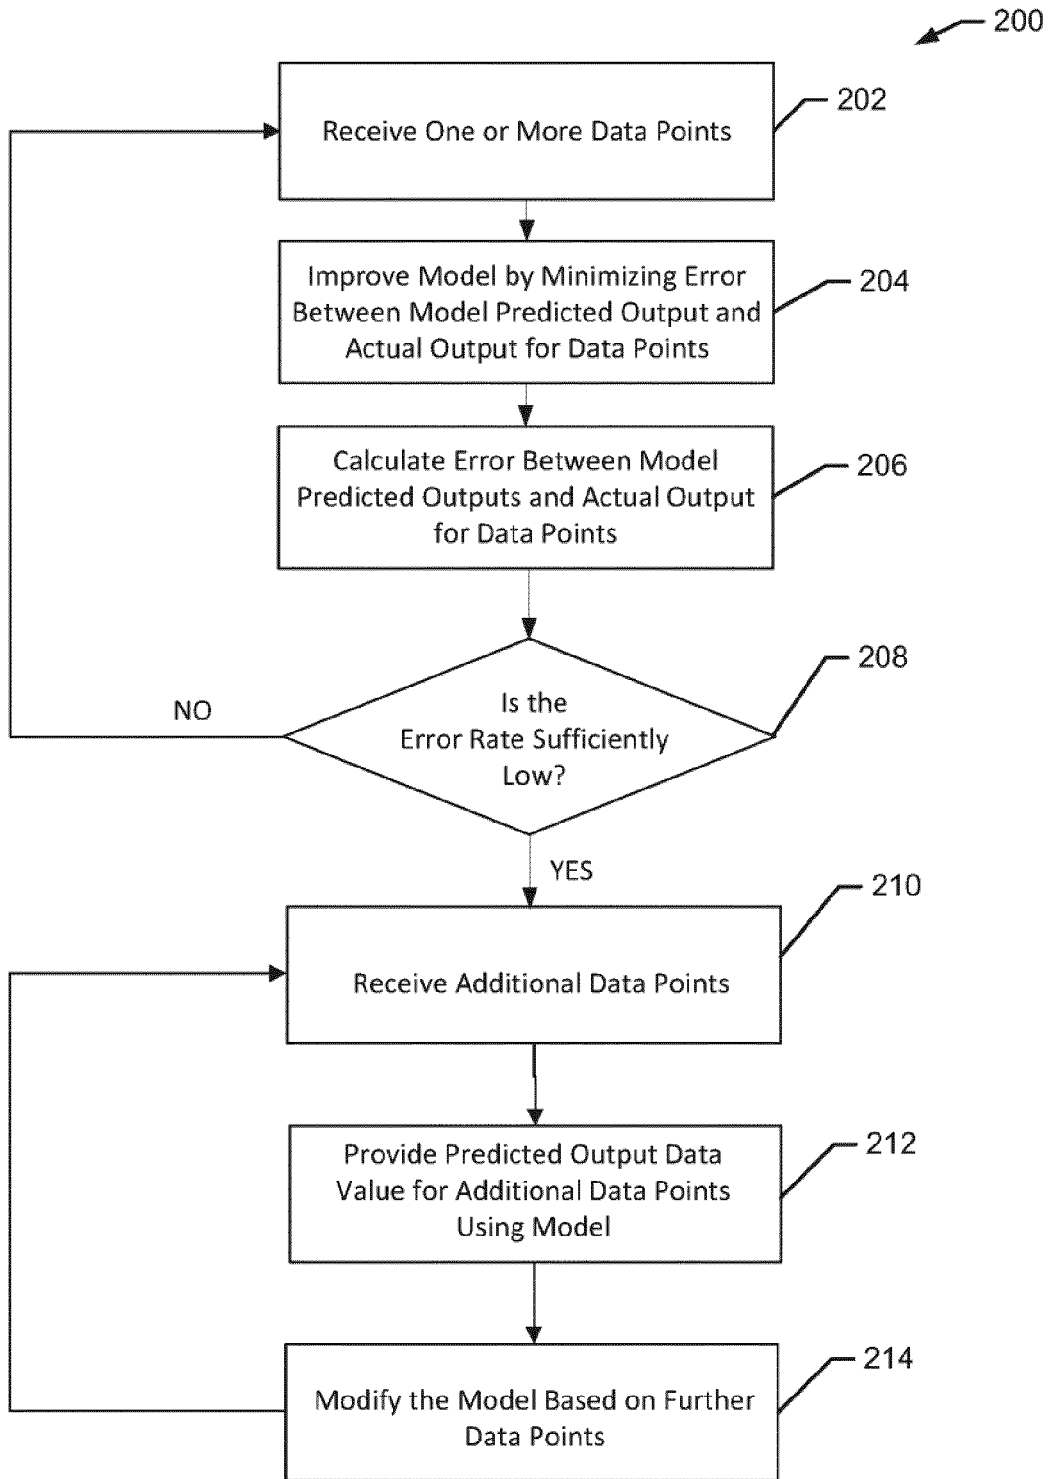 200
202
Receive One or More Data Points
204
Improve Model by Minimizing Error
Between Model Predicted Output and
Actual Output for Data Points
206
Calculate Error Between Model
Predicted Outputs and Actual Output
for Data Points
208
NO
Is the
Error Rate Sufficiently
Low?
YES
210
Receive Additional Data Points
212
Provide Predicted Output Data
Value for Additional Data Points
Using Model
214
Modify the Model Based on Further
Data Points